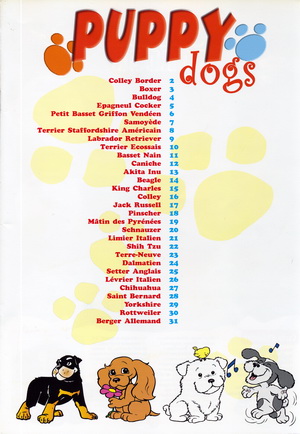 PUPPY
dogs
Colley Border 2
Boxer 3
Bulldog 4
Epagneul Cocker 5
Petit Basset Griffon Vendéen 6
Samoyède 7
Terrier Staffordshire Américain 8
Labrador Retriever 9
Terrier Ecossais 10
Basset Nain 11
Caniche 12
Akita Inu 13
Beagle 14
King Charles 15
Colley 16
Jack Russell 17
Pinscher 18
Mâtin des Pyrénées 19
Schnauzer 20
Limier Italien 21
Shih Tzu 22
Terre-Neuve 23
Dalmatien 24
Setter Anglais 25
Lévrier Italien 26
Chihuahua 27
Saint Bernard 28
Yorkshire 29
Rottweiler 30
Berger Allemand 31